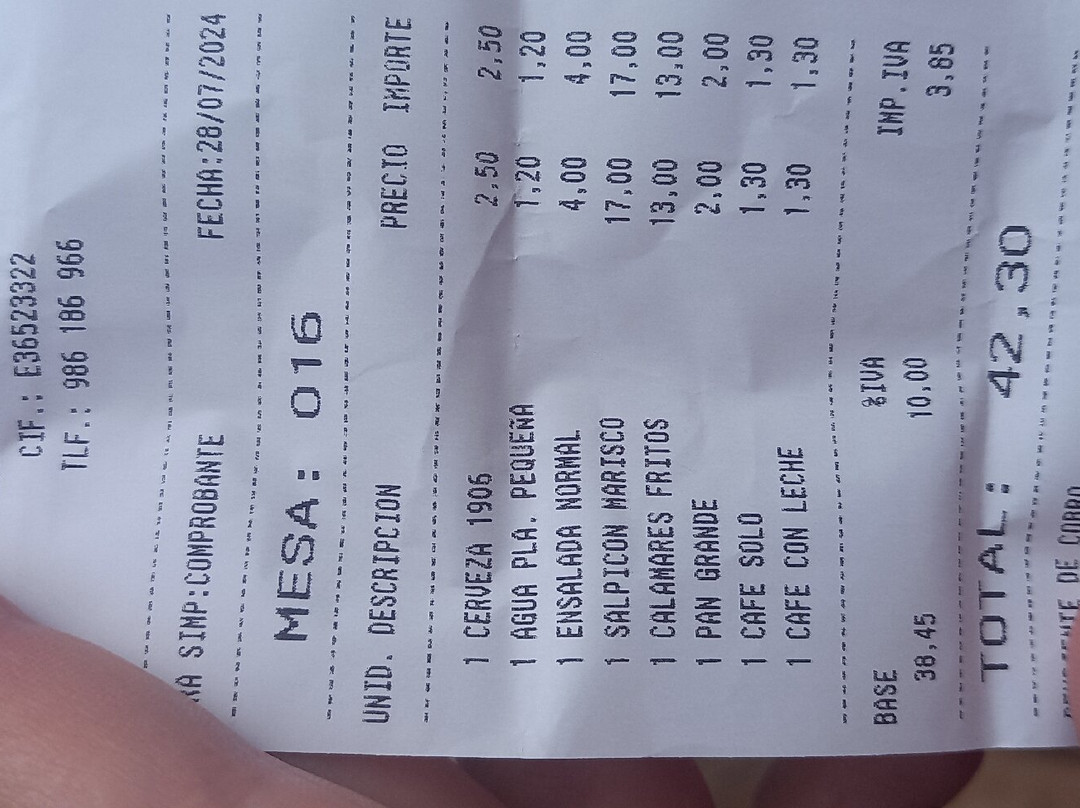 CIF.: E36523322
TLF.: 986 186 966
SIMP:COMPROBANTE FECHA:28/07/2024
MESA: 016
UNID. DESCRIPCION PRECIO IMPORTE
1 CERVEZA 1906 2,50 2,50
1 AGUA PLA. PEQUEÑA 1,20 1,20
1 ENSALADA NORMAL 4,00 4,00
1 SALPICON MARISCO 17,00 17,00
1 CALAMARES FRITOS 13,00 13,00
1 PAN GRANDE 2,00 2,00
1 CAFE SOLO 1,30 1,30
1 CAFE CON LECHE 1,30 1,30
BASE %IVA IMP.IVA
38,45 10,00 3,85
TOTAL : 42,30
DE COBRO